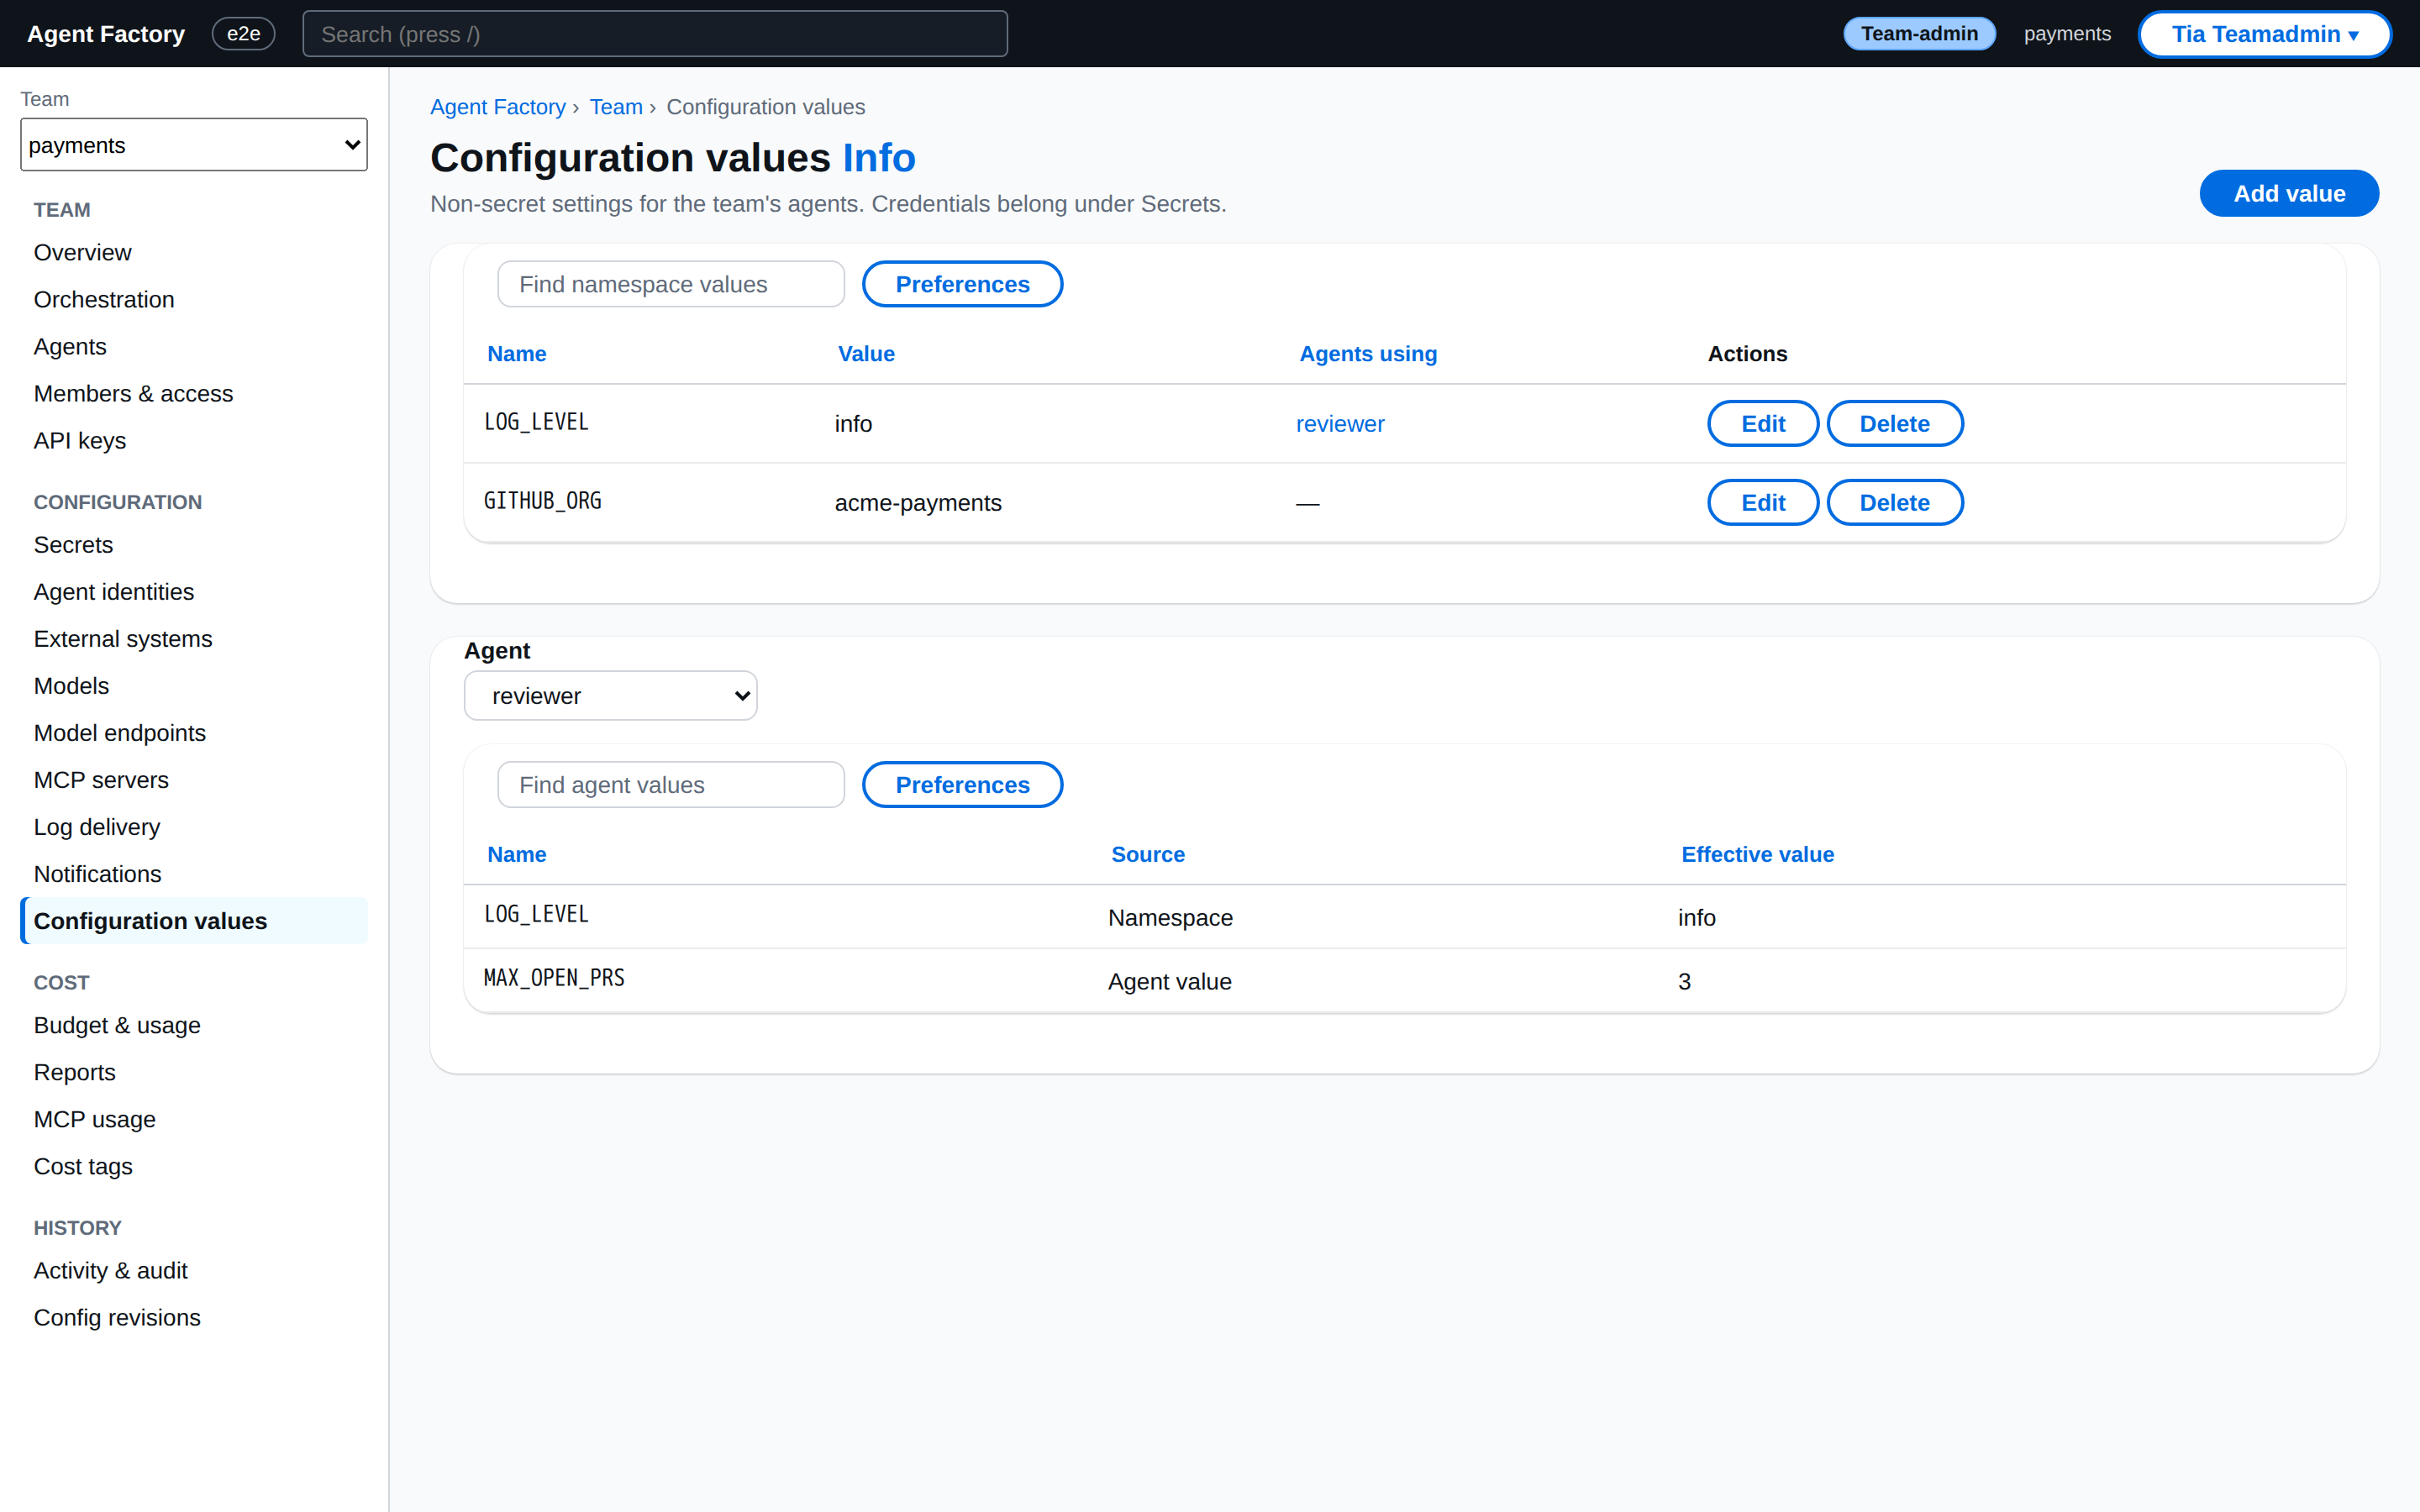 Agent Factory e2e Search (press /) Team-admin payments Tia Teamadmin ▾
Team
payments
TEAM
Overview
Orchestration
Agents
Members & access
API keys
CONFIGURATION
Secrets
Agent identities
External systems
Models
Model endpoints
MCP servers
Log delivery
Notifications
Configuration values
COST
Budget & usage
Reports
MCP usage
Cost tags
HISTORY
Activity & audit
Config revisions
Agent Factory › Team › Configuration values
Configuration values Info
Non-secret settings for the team's agents. Credentials belong under Secrets.
Add value
Find namespace values Preferences
Name Value Agents using Actions
LOG_LEVEL info reviewer Edit Delete
GITHUB_ORG acme-payments — Edit Delete
Agent
reviewer
Find agent values Preferences
Name Source Effective value
LOG_LEVEL Namespace info
MAX_OPEN_PRS Agent value 3